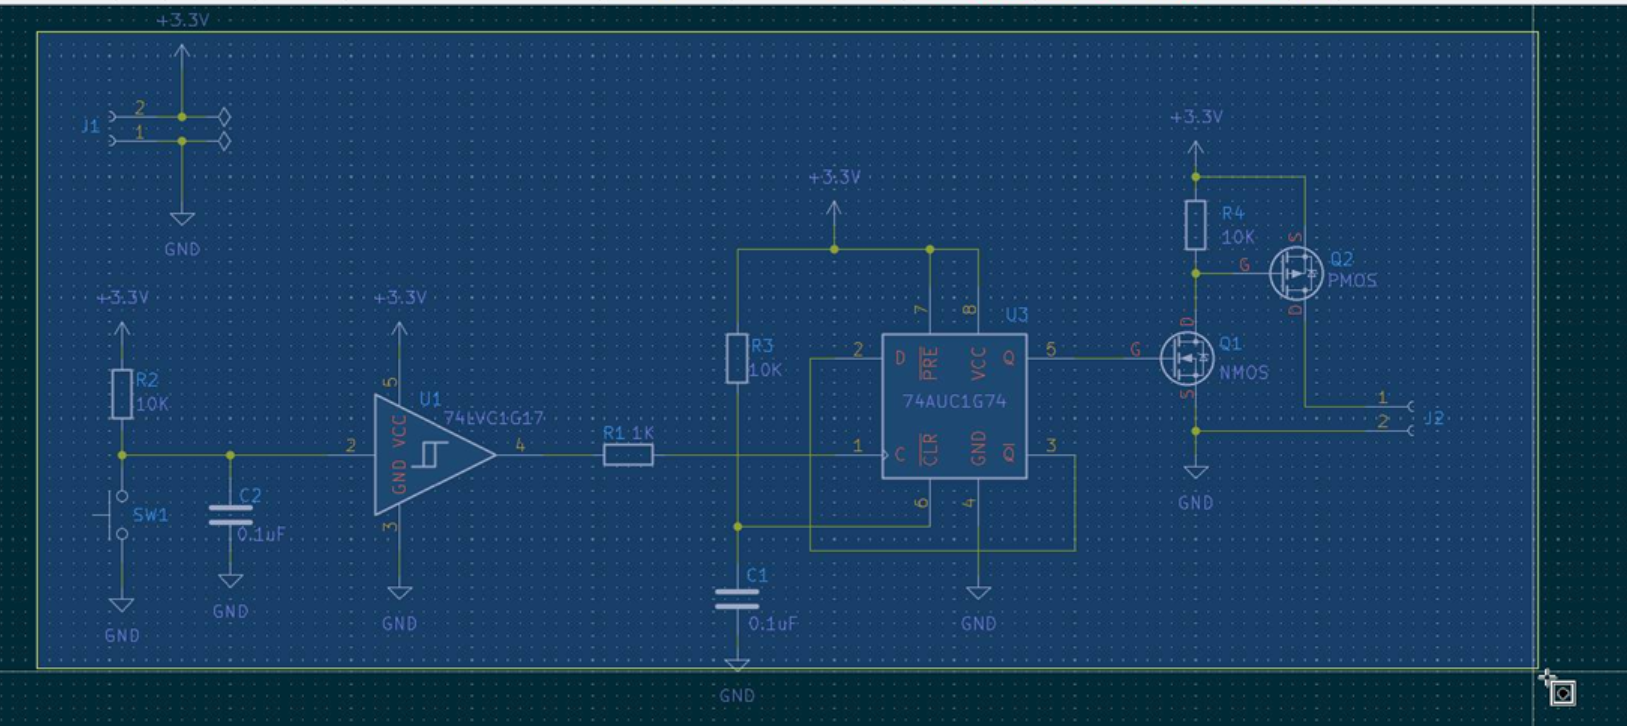 +3.3V
2
J1
1
GND
+3.3V
+3.3V
+3.3V
+3.3V
R4
10K
S
Q2
G
PMOS
D
7
8
U3
D
Q1
G
NMOS
S
R3
10K
2
D
PRE
VCC
Q
5
74AUC1G74
1
C
CLR
GND
Q
3
6
4
R2
10K
5
U1
74LVC1G17
VCC
GND
2
4
3
R1 1K
1
2
J2
GND
SW1
C2
0.1uF
GND
GND
GND
C1
0.1uF
GND
GND